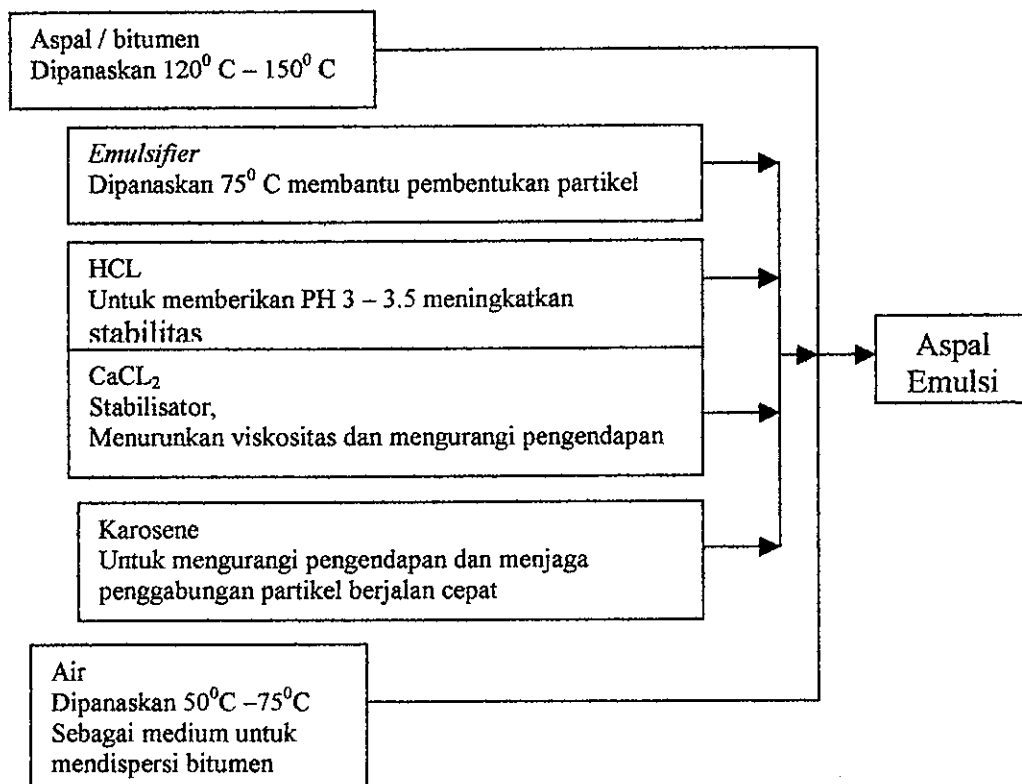 Aspal / bitumen
Dipanaskan 120⁰ C – 150⁰ C
Emulsifier
Dipanaskan 75⁰ C membantu pembentukan partikel
HCL
Untuk memberikan PH 3 – 3.5 meningkatkan
stabilitas
CaCL₂
Stabilisator,
Menurunkan viskositas dan mengurangi pengendapan
Karosene
Untuk mengurangi pengendapan dan menjaga
penggabungan partikel berjalan cepat
Air
Dipanaskan 50⁰C –75⁰C
Sebagai medium untuk
mendispersi bitumen
Aspal
Emulsi